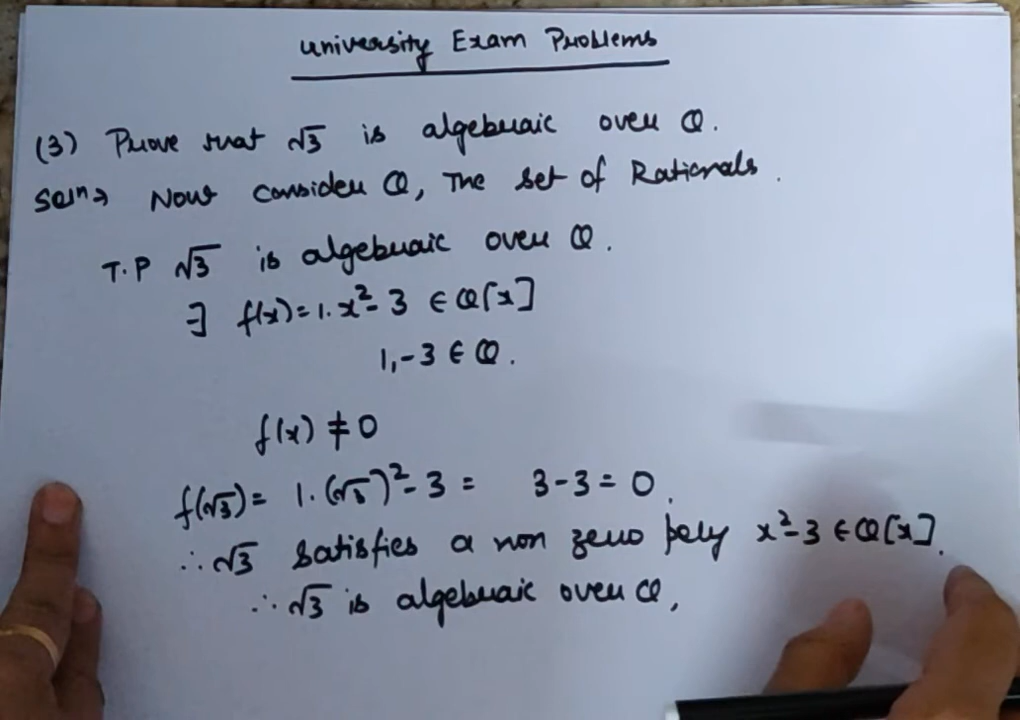 University Exam Problems
(3) Prove that √3 is algebraic over Q.
Solⁿ⇒ Now Consider Q, The set of Rationals.
T.P √3 is algebraic over Q.
∃ f(x)=1.x²-3 ∈ Q[x]
1,-3 ∈ Q.
f(x) ≠ 0
f(√3)= 1.(√3)²-3 = 3-3=0.
∴ √3 satisfies a non zero poly x²-3 ∈ Q[x].
∴ √3 is algebraic over Q.